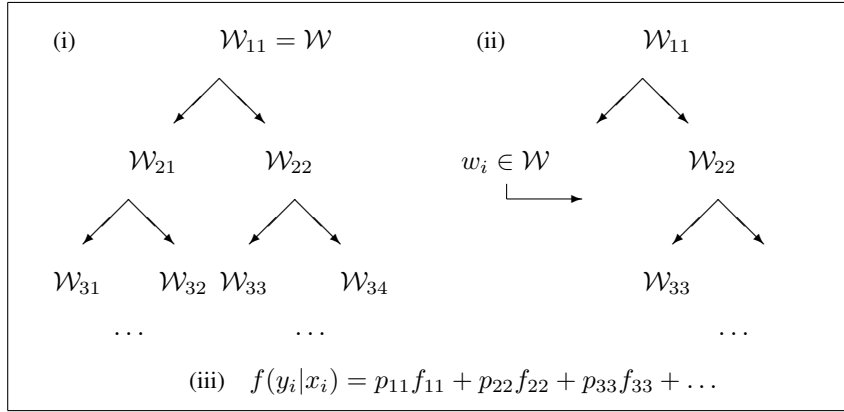 (i) 𝒲₁₁ = 𝒲 (ii) 𝒲₁₁
𝒲₂₁ 𝒲₂₂ wᵢ ∈ 𝒲 𝒲₂₂
𝒲₃₁ 𝒲₃₂ 𝒲₃₃ 𝒲₃₄ 𝒲₃₃
... ... ...
(iii) f(yᵢ|xᵢ) = p₁₁f₁₁ + p₂₂f₂₂ + p₃₃f₃₃ + ...